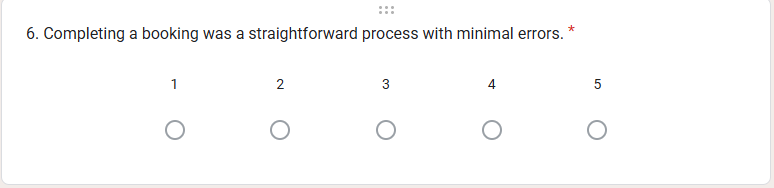 6. Completing a booking was a straightforward process with minimal errors. *
1 2 3 4 5